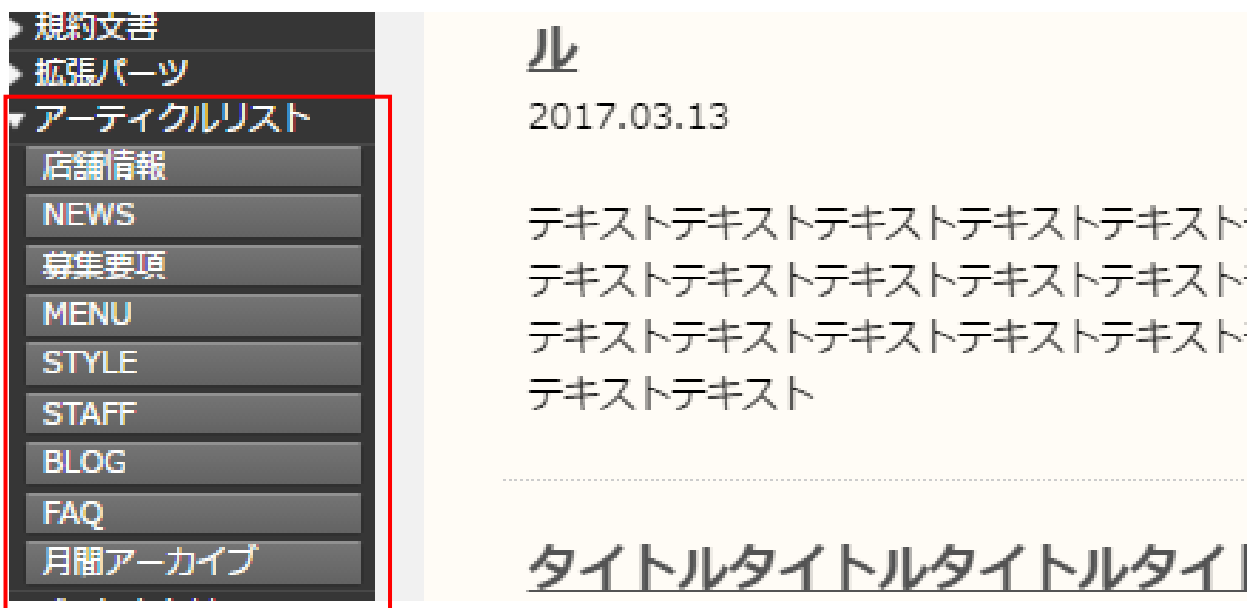 規約文書
拡張パーツ
アーティクルリスト
店舗情報
NEWS
募集要項
MENU
STYLE
STAFF
BLOG
FAQ
月間アーカイブ
ル
2017.03.13
テキストテキストテキストテキストテキスト
テキストテキストテキストテキストテキスト
テキストテキストテキストテキストテキスト
テキストテキスト
タイトルタイトルタイトルタイ